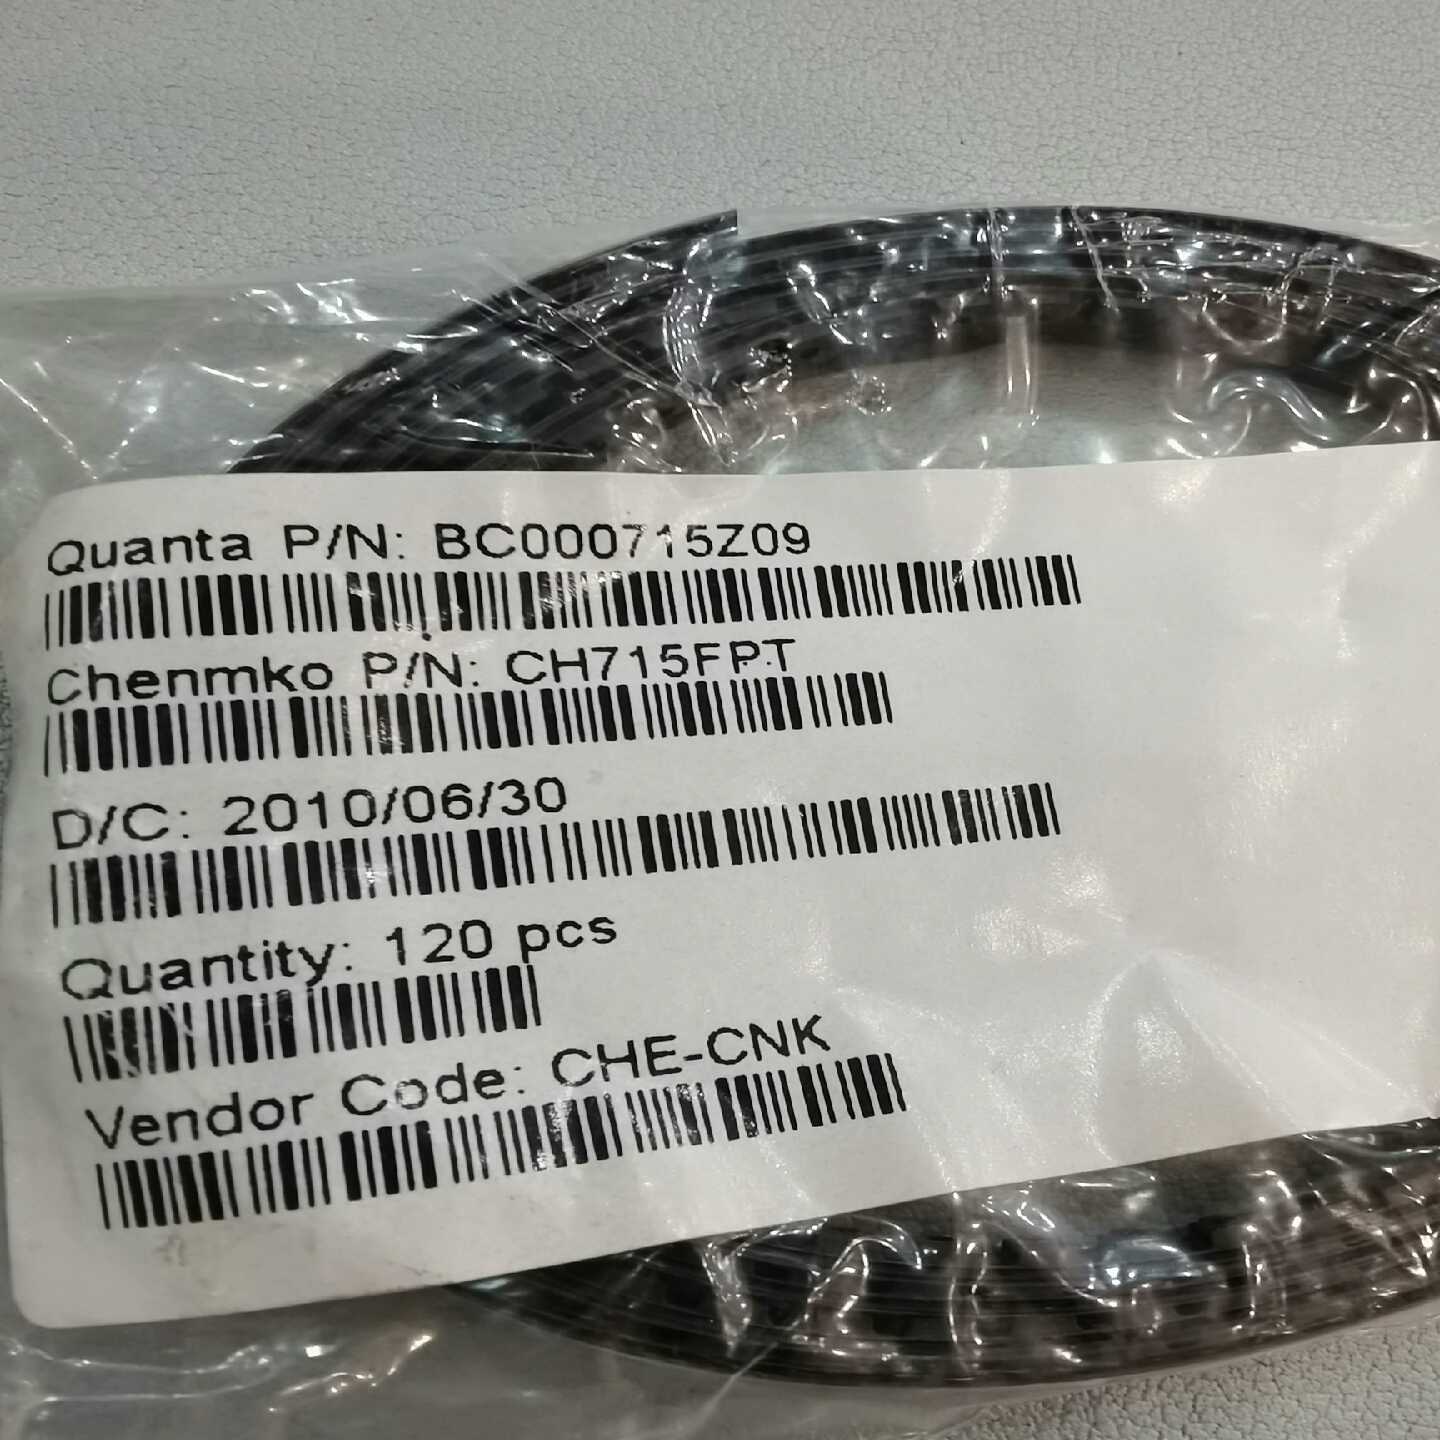 Quanta P/N: BC000715Z09
Chenmko P/N: CH715FPT
D/C: 2010/06/30
Quantity: 120 pcs
Vendor Code: CHE-CNK